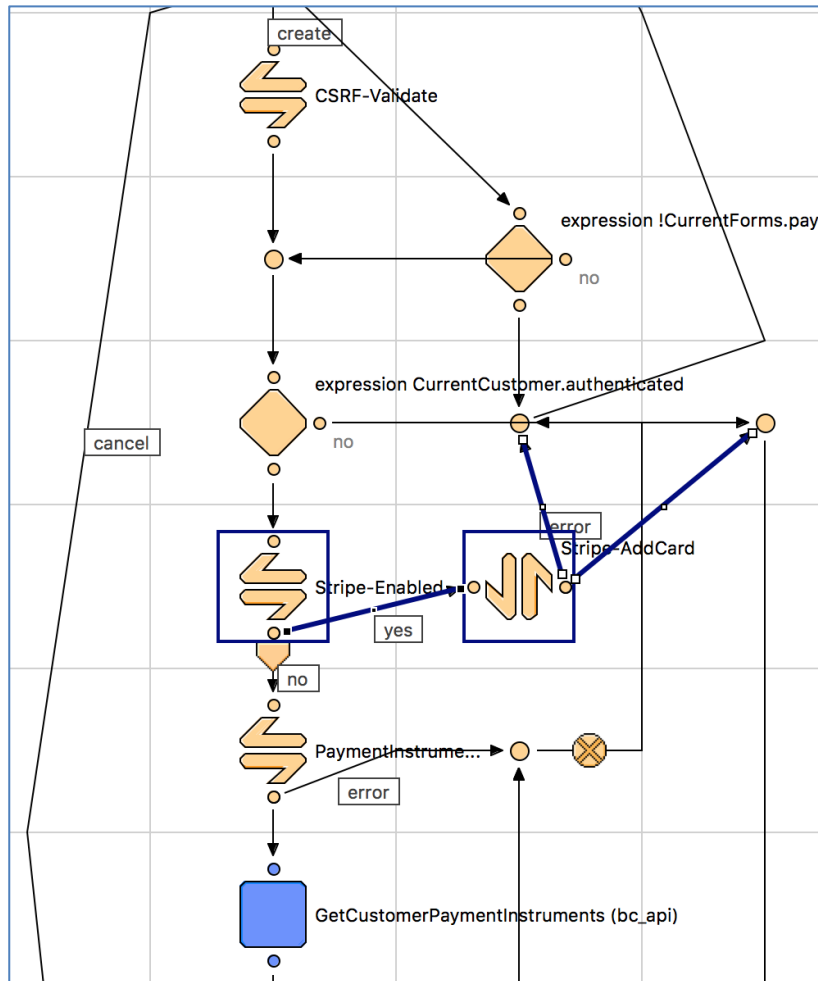 create
CSRF-Validate
expression !CurrentForms.pay
no
expression CurrentCustomer.authenticated
no
cancel
error
Stripe-AddCard
Stripe-Enabled
yes
no
PaymentInstrume...
error
GetCustomerPaymentInstruments (bc_api)